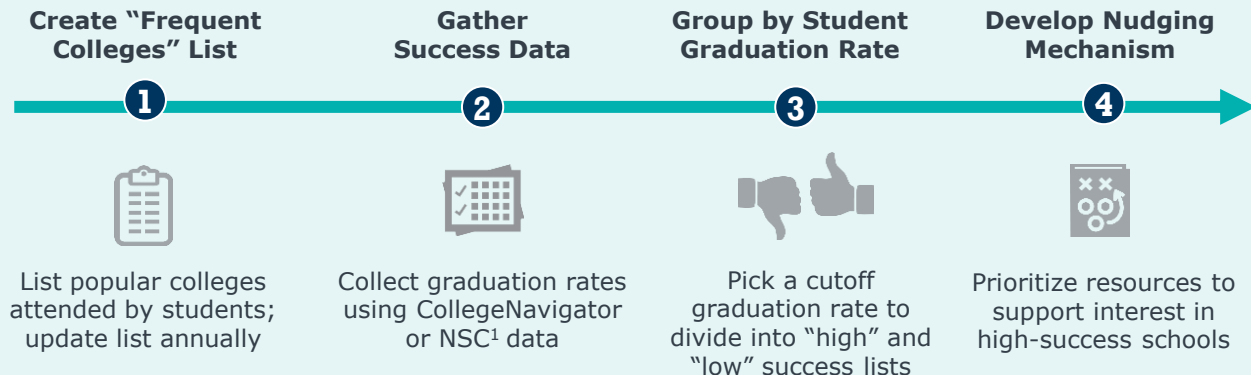 Create “Frequent
Colleges” List
Gather
Success Data
Group by Student
Graduation Rate
Develop Nudging
Mechanism
1
2
3
4
List popular colleges
attended by students;
update list annually
Collect graduation rates
using CollegeNavigator
or NSC¹ data
Pick a cutoff
graduation rate to
divide into “high” and
“low” success lists
Prioritize resources to
support interest in
high-success schools